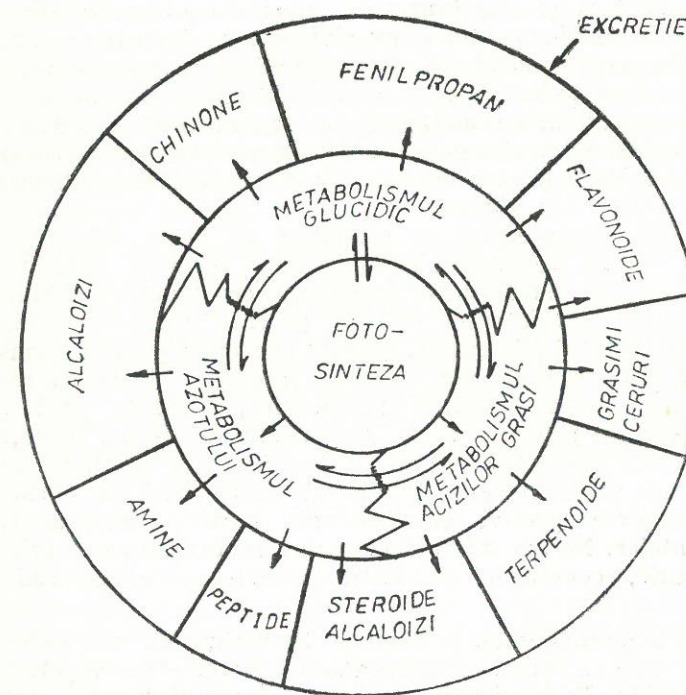 EXCRETIE
FENILPROPAN
CHINONE
FLAVONOIDE
METABOLISMUL
GLUCIDIC
ALCALOIZI
FOTO-
SINTEZA
GRASIMI
CERURI
METABOLISMUL
AZOTULUI
METABOLISMUL
ACIZILOR GRASI
TERPENOIDE
AMINE
PEPTIDE
STEROIDE
ALCALOIZI